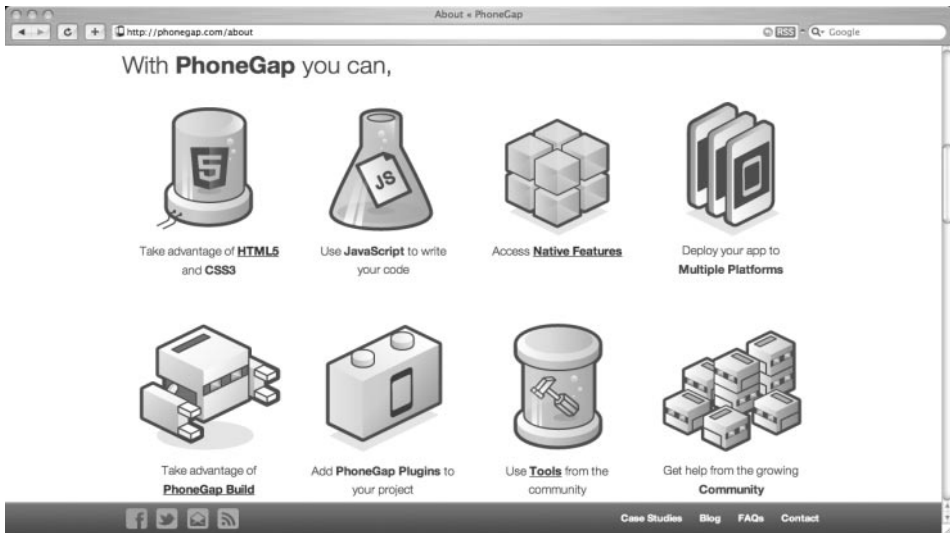 About « PhoneGap
http://phonegap.com/about
RSS
Google
With PhoneGap you can,
5
JS
Take advantage of HTML5
and CSS3
Use JavaScript to write
your code
Access Native Features
Deploy your app to
Multiple Platforms
Take advantage of
PhoneGap Build
Add PhoneGap Plugins to
your project
Use Tools from the
community
Get help from the growing
Community
Case Studies Blog FAQs Contact